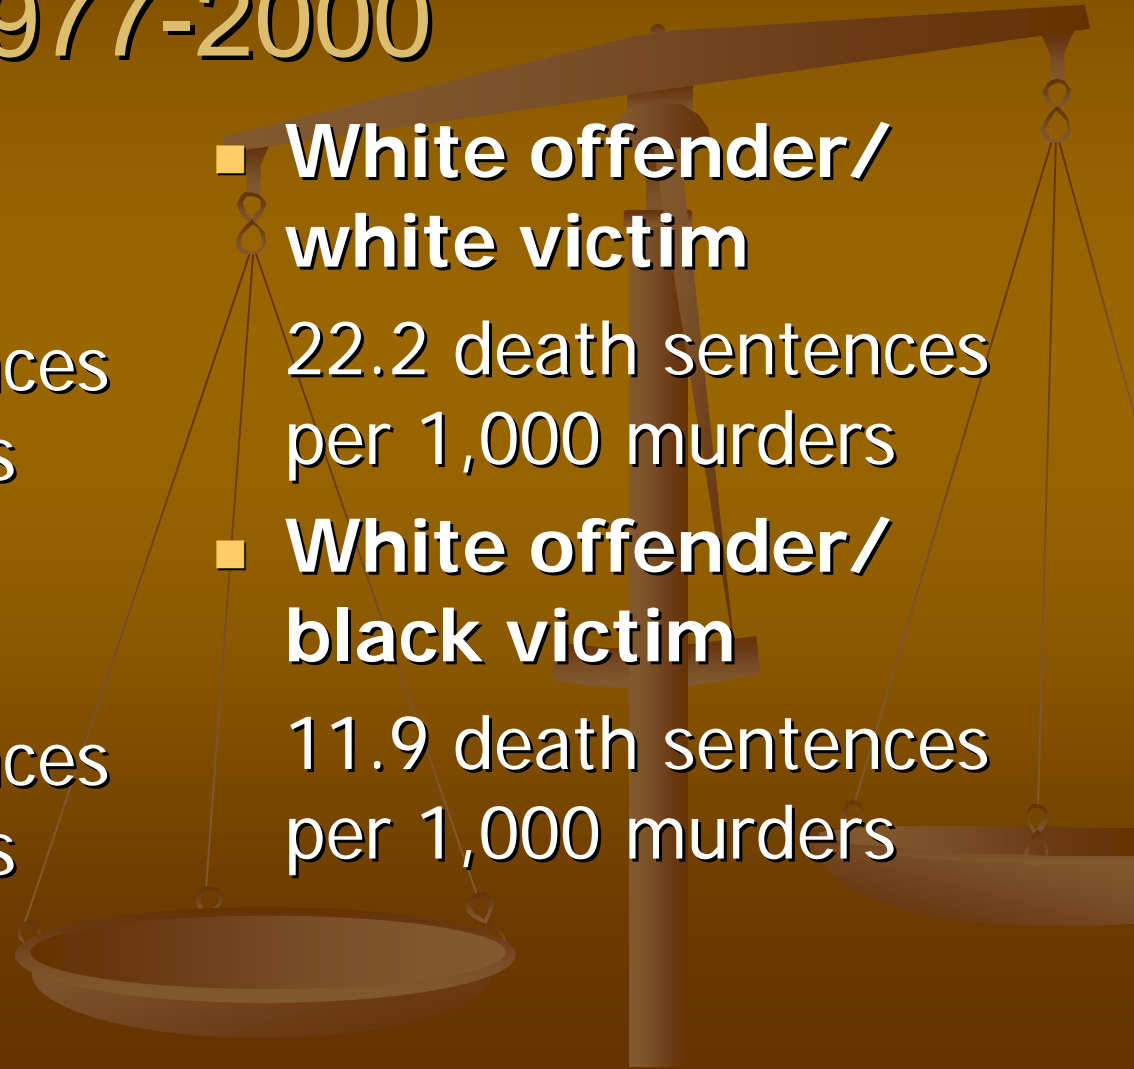 977-2000
White offender/
white victim
22.2 death sentences
per 1,000 murders
White offender/
black victim
11.9 death sentences
per 1,000 murders